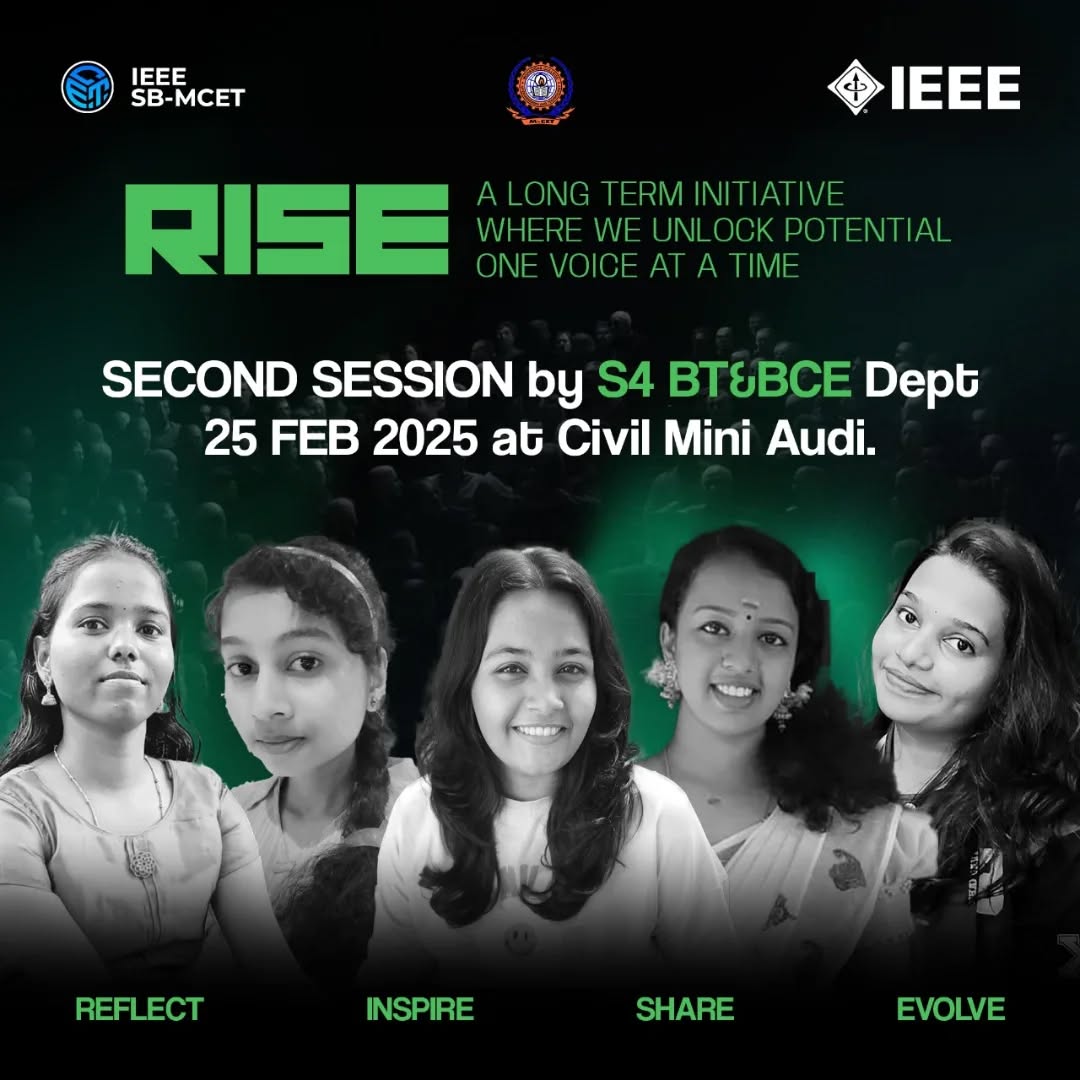 IEEE
SB-MCET
M-CET
IEEE
RISE
A LONG TERM INITIATIVE
WHERE WE UNLOCK POTENTIAL
ONE VOICE AT A TIME
SECOND SESSION by S4 BT&BCE Dept
25 FEB 2025 at Civil Mini Audi.
REFLECT
INSPIRE
SHARE
EVOLVE